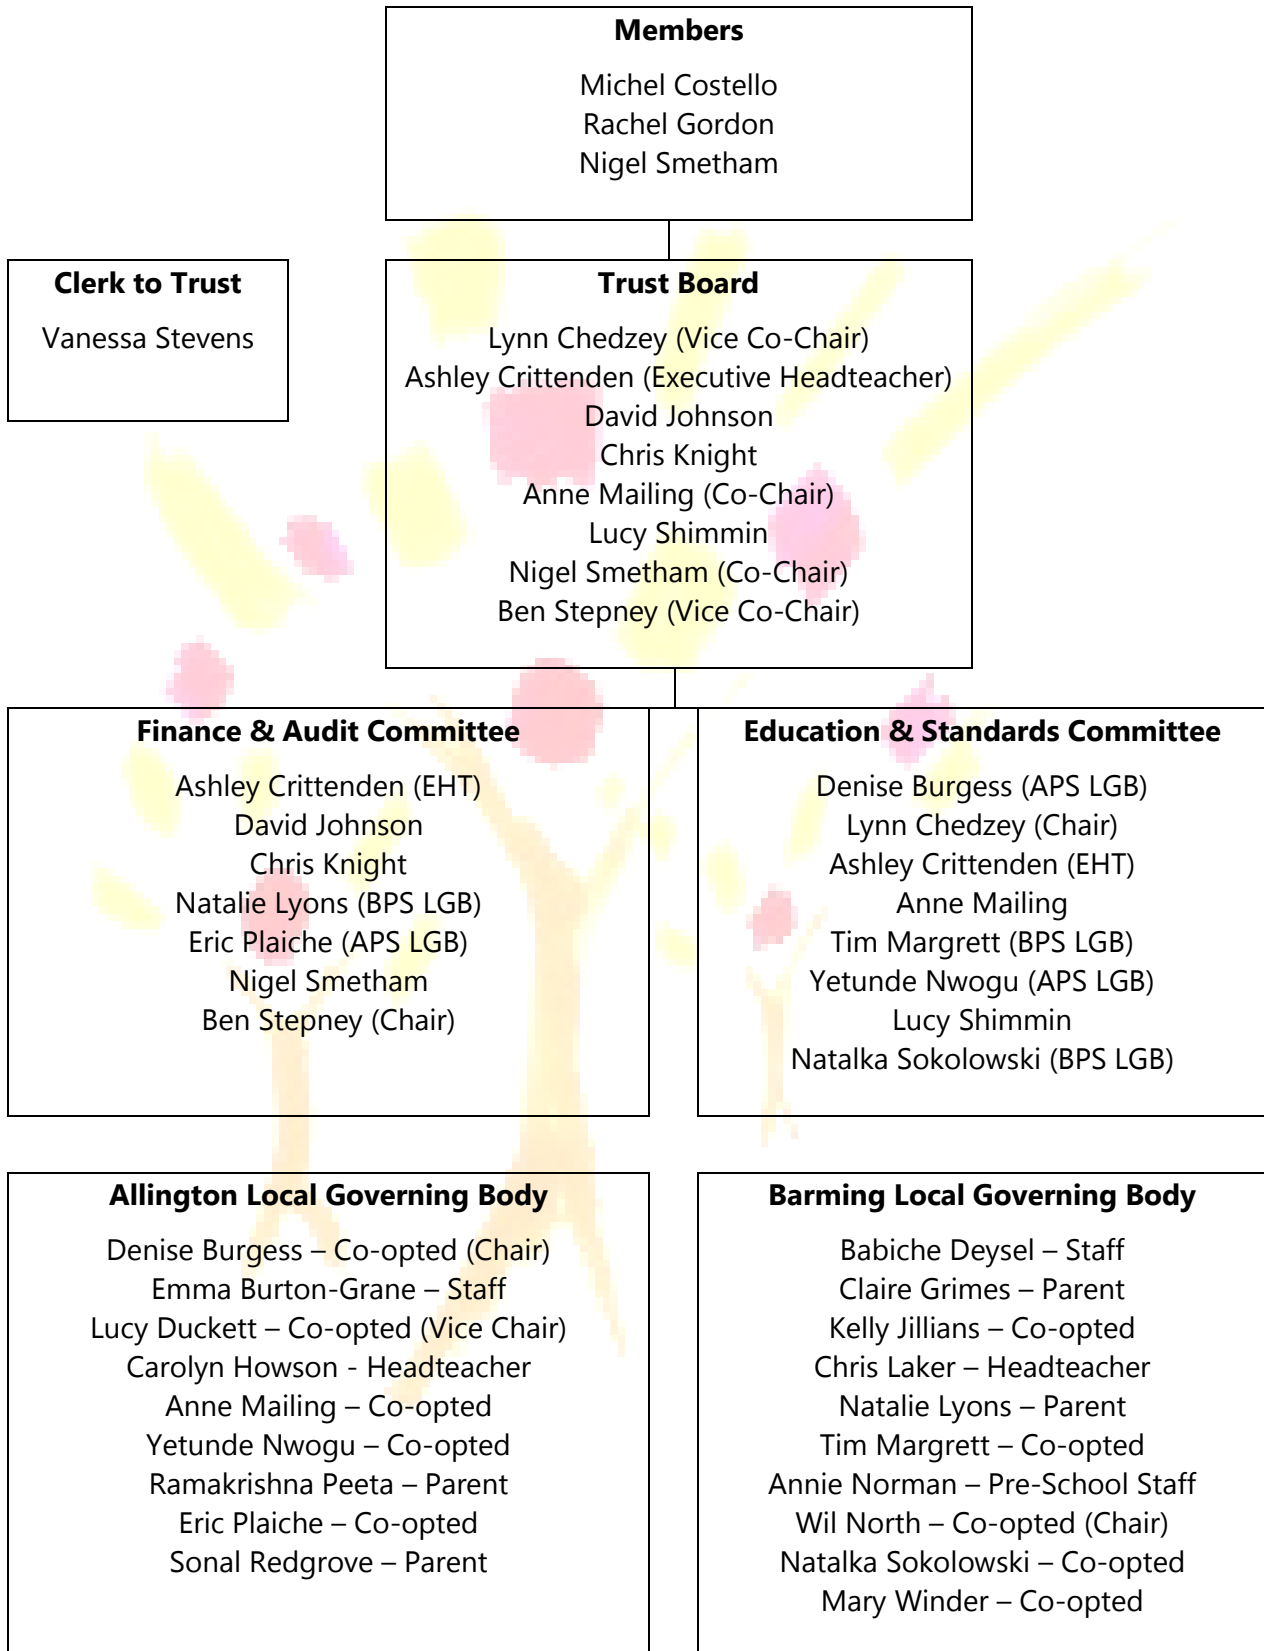 Members
Michel Costello
Rachel Gordon
Nigel Smetham
Clerk to Trust
Vanessa Stevens
Trust Board
Lynn Chedzey (Vice Co-Chair)
Ashley Crittenden (Executive Headteacher)
David Johnson
Chris Knight
Anne Mailing (Co-Chair)
Lucy Shimmin
Nigel Smetham (Co-Chair)
Ben Stepney (Vice Co-Chair)
Finance & Audit Committee
Ashley Crittenden (EHT)
David Johnson
Chris Knight
Natalie Lyons (BPS LGB)
Eric Plaiche (APS LGB)
Nigel Smetham
Ben Stepney (Chair)
Education & Standards Committee
Denise Burgess (APS LGB)
Lynn Chedzey (Chair)
Ashley Crittenden (EHT)
Anne Mailing
Tim Margrett (BPS LGB)
Yetunde Nwogu (APS LGB)
Lucy Shimmin
Natalka Sokolowski (BPS LGB)
Allington Local Governing Body
Denise Burgess – Co-opted (Chair)
Emma Burton-Grane – Staff
Lucy Duckett – Co-opted (Vice Chair)
Carolyn Howson - Headteacher
Anne Mailing – Co-opted
Yetunde Nwogu – Co-opted
Ramakrishna Peeta – Parent
Eric Plaiche – Co-opted
Sonal Redgrove – Parent
Barming Local Governing Body
Babiche Deysel – Staff
Claire Grimes – Parent
Kelly Jillians – Co-opted
Chris Laker – Headteacher
Natalie Lyons – Parent
Tim Margrett – Co-opted
Annie Norman – Pre-School Staff
Wil North – Co-opted (Chair)
Natalka Sokolowski – Co-opted
Mary Winder – Co-opted